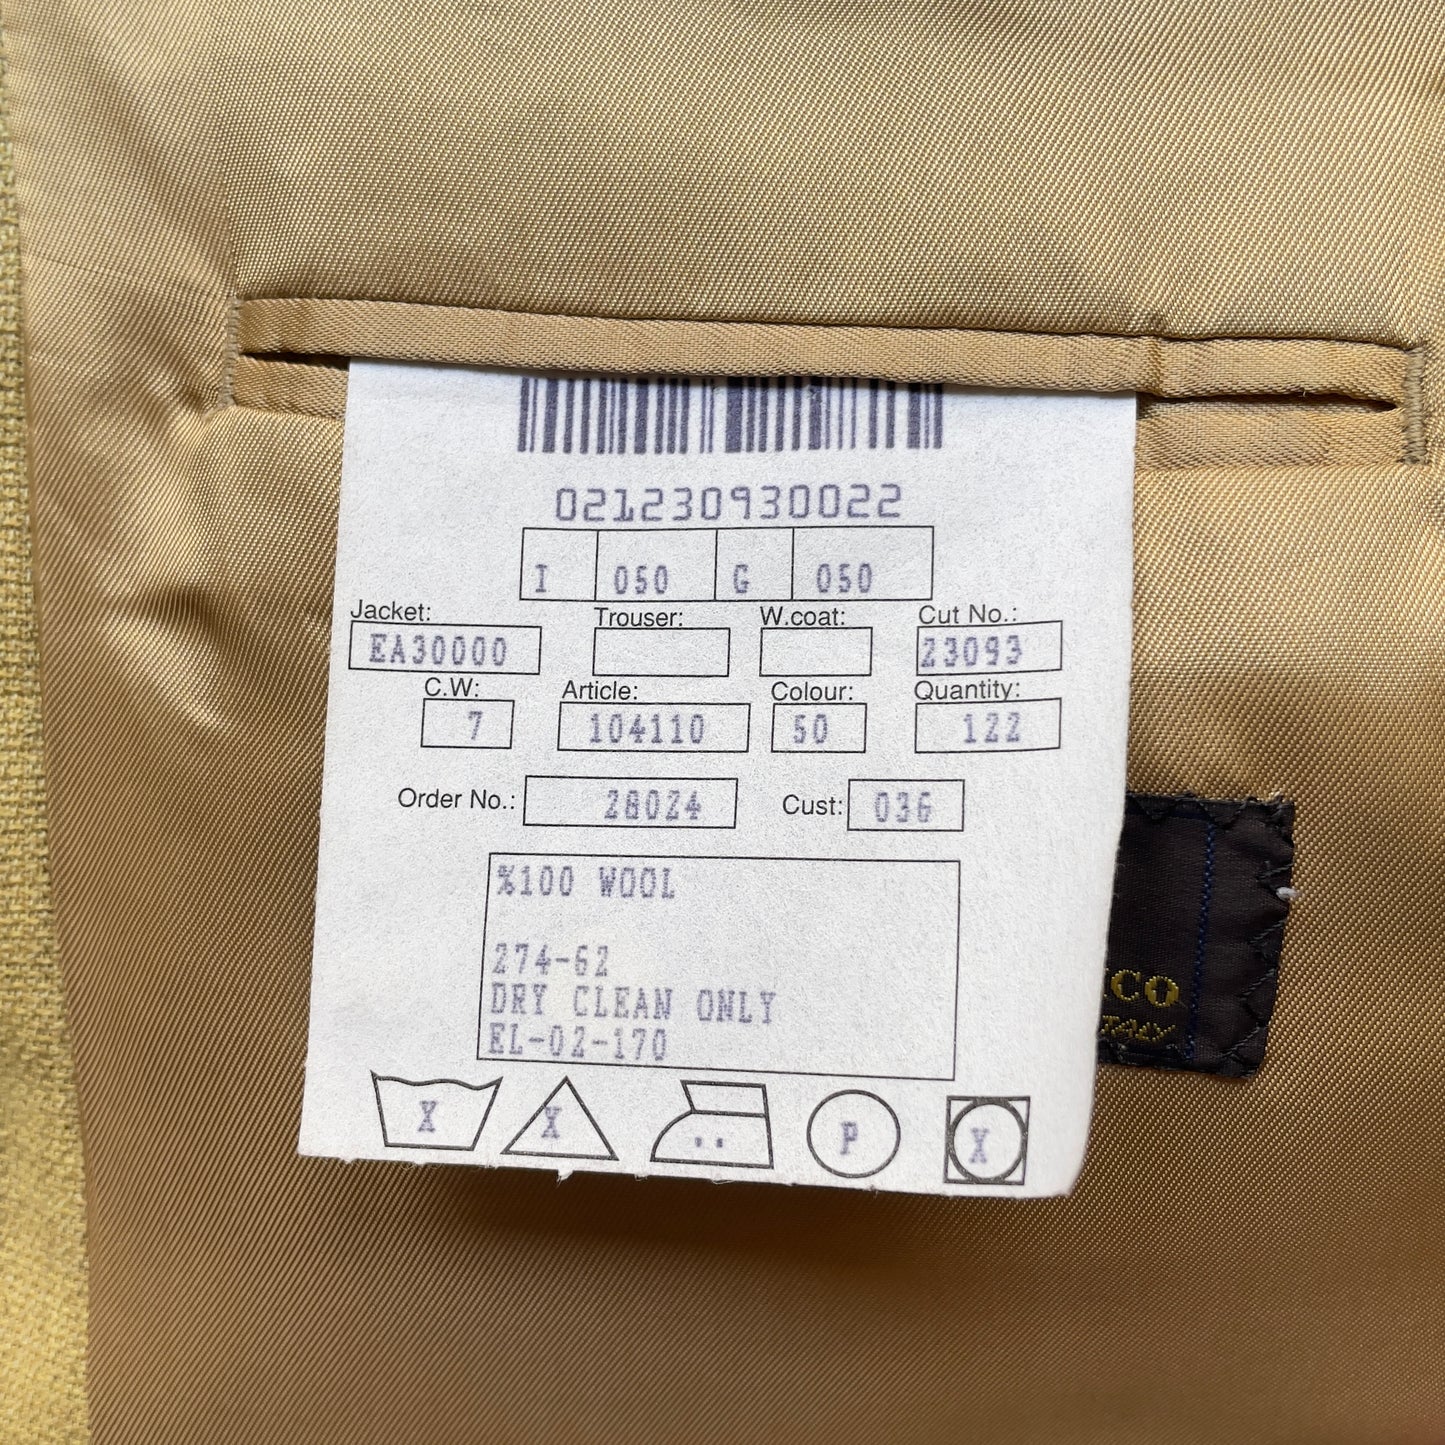 021230930022
I 050 G 050
Jacket: Trouser: W.coat: Cut No.:
EA30000 23093
C.W: Article: Colour: Quantity:
7 104110 50 122
Order No.: 28024 Cust: 036
%100 WOOL
274-62
DRY CLEAN ONLY
EL-02-170
X X .. P X